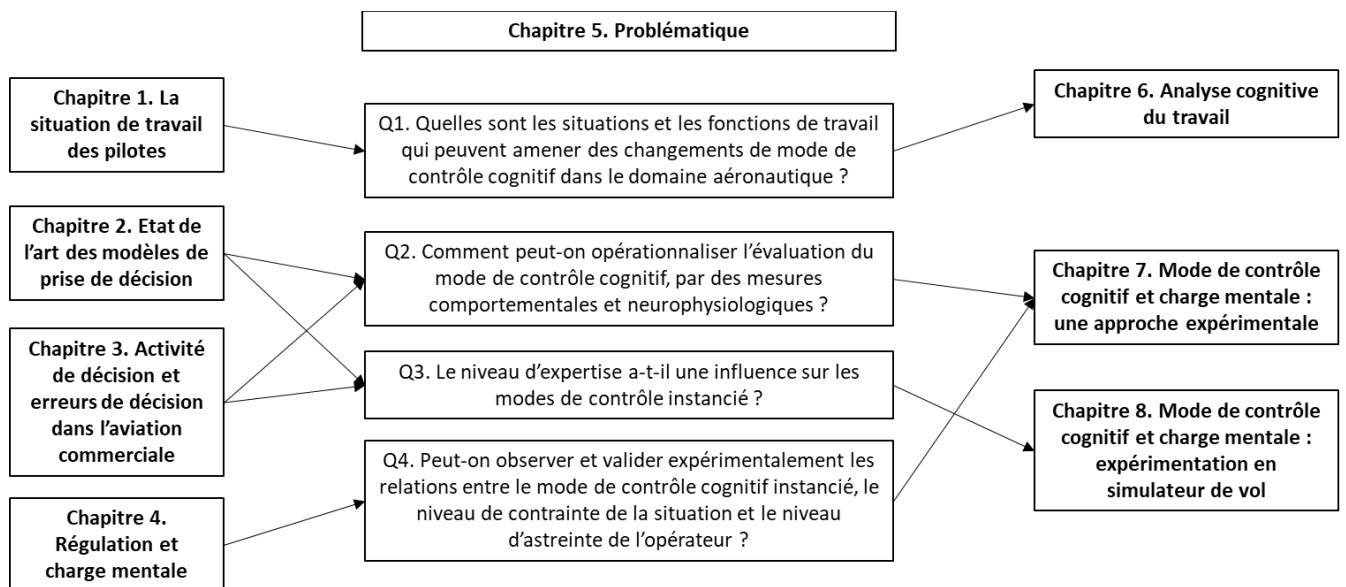 Chapitre 5. Problématique
Chapitre 1. La
situation de travail
des pilotes
Chapitre 2. Etat de
l’art des modèles de
prise de décision
Chapitre 3. Activité
de décision et
erreurs de décision
dans l’aviation
commerciale
Chapitre 4.
Régulation et
charge mentale
Q1. Quelles sont les situations et les fonctions de travail
qui peuvent amener des changements de mode de
contrôle cognitif dans le domaine aéronautique ?
Q2. Comment peut-on opérationnaliser l’évaluation du
mode de contrôle cognitif, par des mesures
comportementales et neurophysiologiques ?
Q3. Le niveau d’expertise a-t-il une influence sur les
modes de contrôle instancié ?
Q4. Peut-on observer et valider expérimentalement les
relations entre le mode de contrôle cognitif instancié, le
niveau de contrainte de la situation et le niveau
d’astreinte de l’opérateur ?
Chapitre 6. Analyse cognitive
du travail
Chapitre 7. Mode de contrôle
cognitif et charge mentale :
une approche expérimentale
Chapitre 8. Mode de contrôle
cognitif et charge mentale :
expérimentation en
simulateur de vol